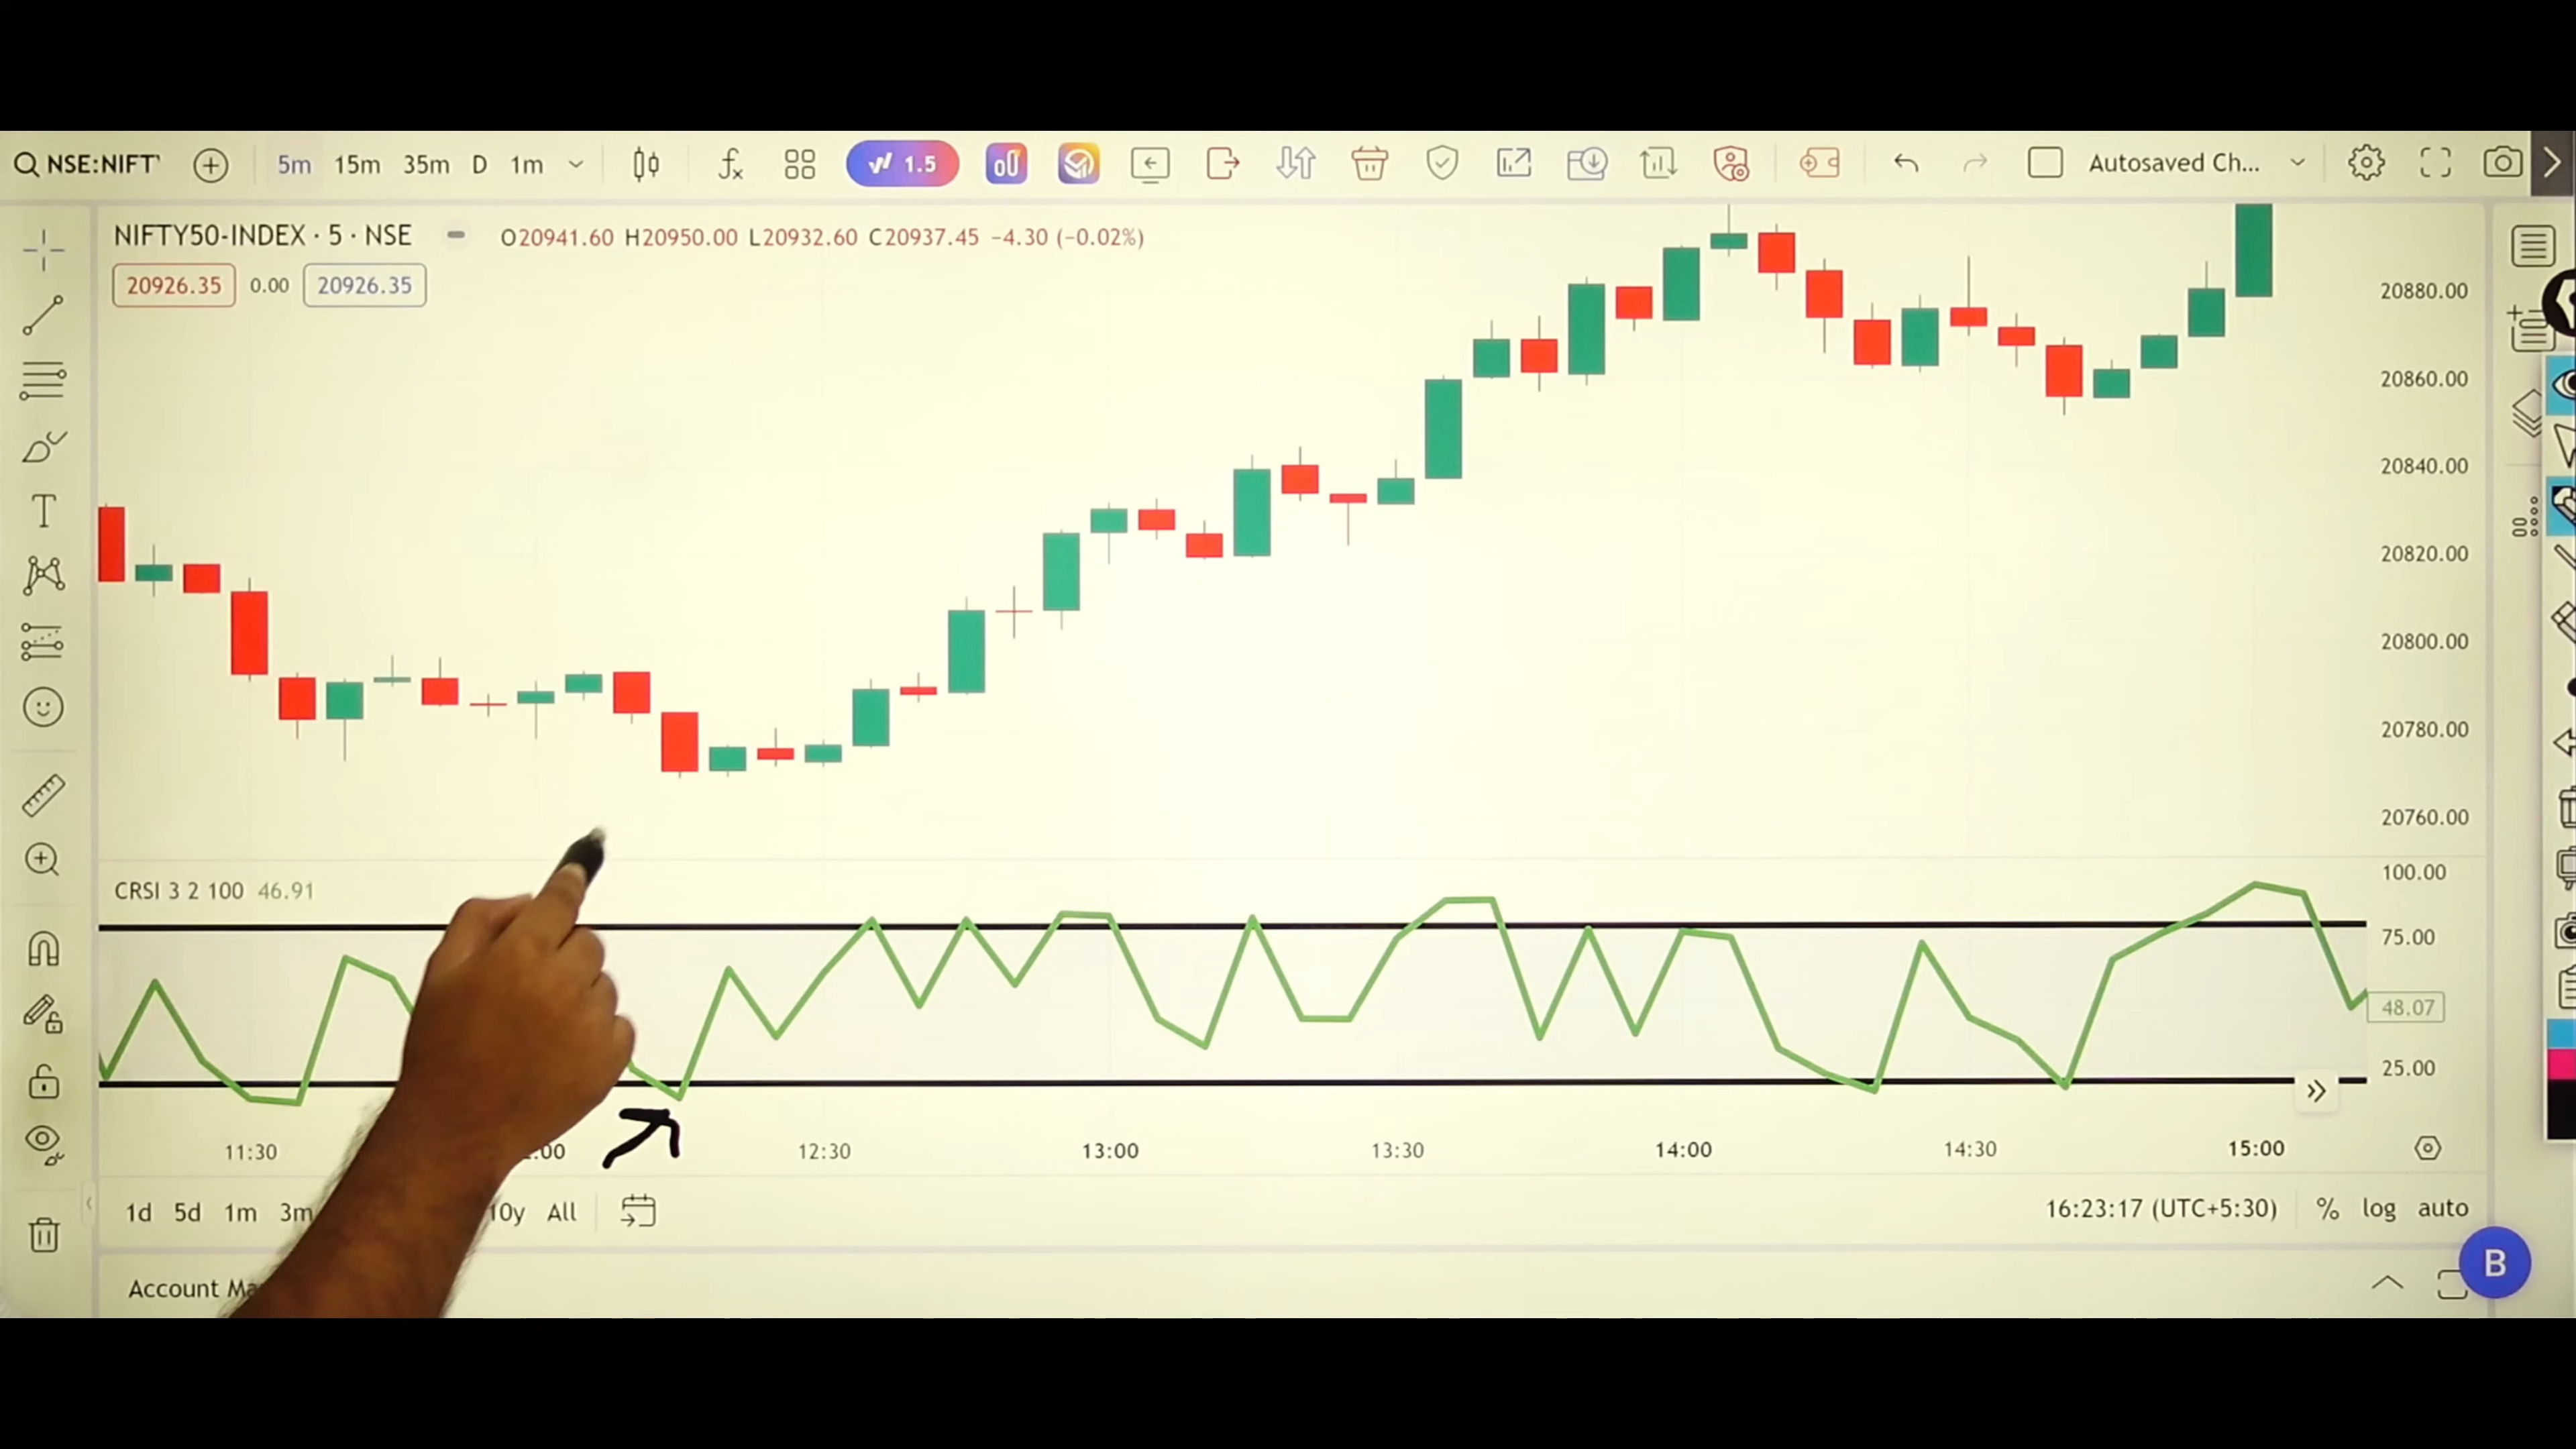 NSE:NIFT
5m 15m 35m D 1m
1.5
Autosaved Ch...
NIFTY50-INDEX · 5 · NSE
O20941.60 H20950.00 L20932.60 C20937.45 −4.30 (−0.02%)
20926.35 0.00 20926.35
20880.00
20860.00
20840.00
20820.00
20800.00
20780.00
20760.00
CRSI 3 2 100 46.91
100.00
75.00
48.07
25.00
11:30 :00 12:30 13:00 13:30 14:00 14:30 15:00
1d 5d 1m 3m 10y All
16:23:17 (UTC+5:30) % log auto
Account Ma
B